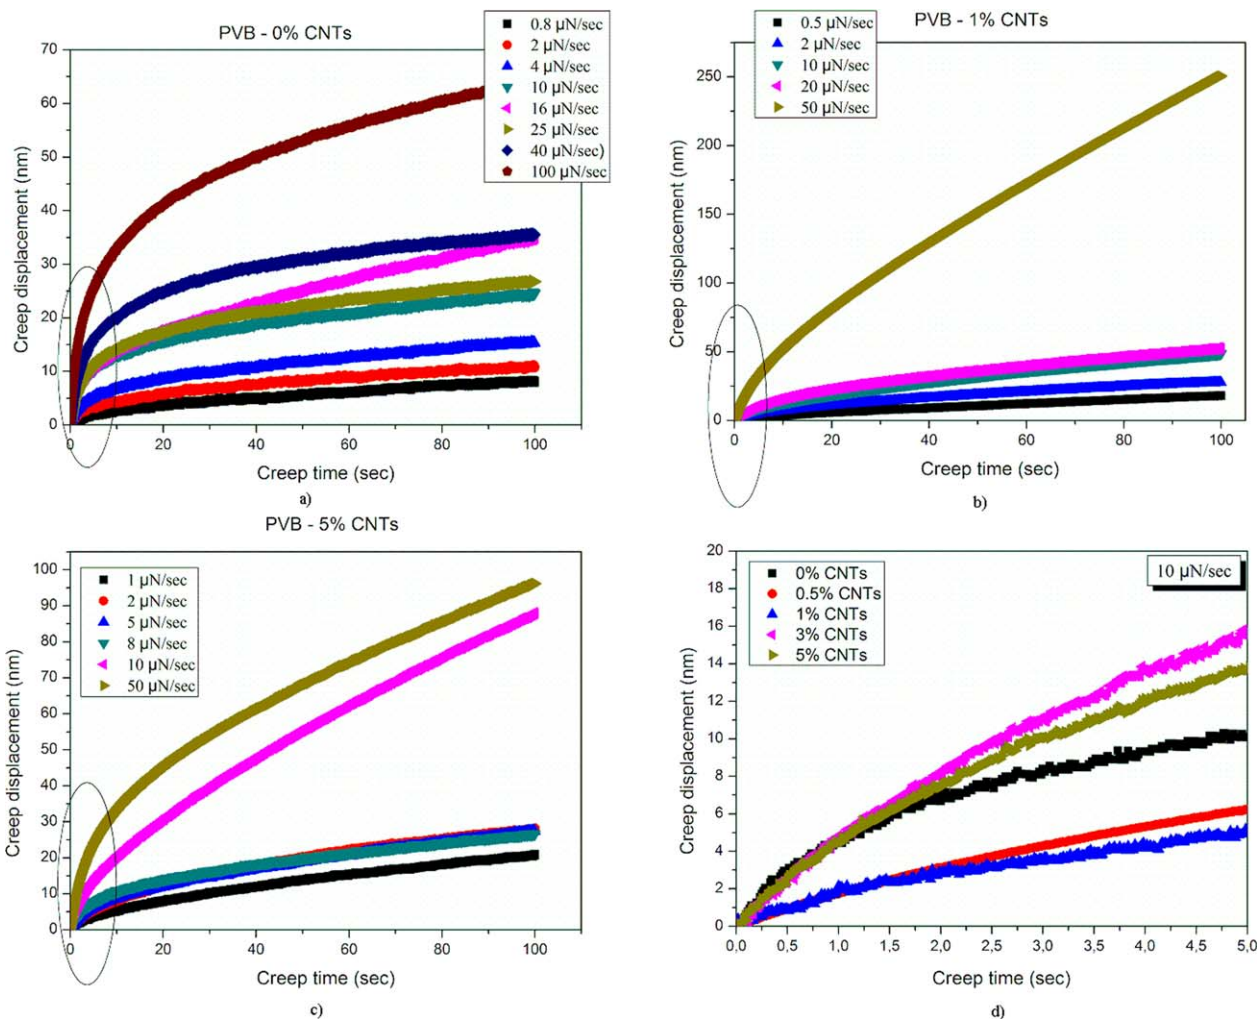 a)
PVB - 0% CNTs
0.8 µN/sec
2 µN/sec
4 µN/sec
10 µN/sec
16 µN/sec
25 µN/sec
40 µN/sec)
100 µN/sec
70
60
50
40
30
20
10
0
Creep displacement (nm)
0
20
40
60
80
100
Creep time (sec)
a)
b)
PVB - 1% CNTs
0.5 µN/sec
2 µN/sec
10 µN/sec
20 µN/sec
50 µN/sec
250
200
150
100
50
0
Creep displacement (nm)
0
20
40
60
80
100
Creep time (sec)
b)
PVB - 5% CNTs
1 µN/sec
2 µN/sec
5 µN/sec
8 µN/sec
10 µN/sec
50 µN/sec
100
90
80
70
60
50
40
30
20
10
0
Creep displacement (nm)
0
20
40
60
80
100
Creep time (sec)
c)
0% CNTs
0.5% CNTs
1% CNTs
3% CNTs
5% CNTs
10 µN/sec
20
18
16
14
12
10
8
6
4
2
0
Creep displacement (nm)
0,0
0,5
1,0
1,5
2,0
2,5
3,0
3,5
4,0
4,5
5,0
Creep time (sec)
d)